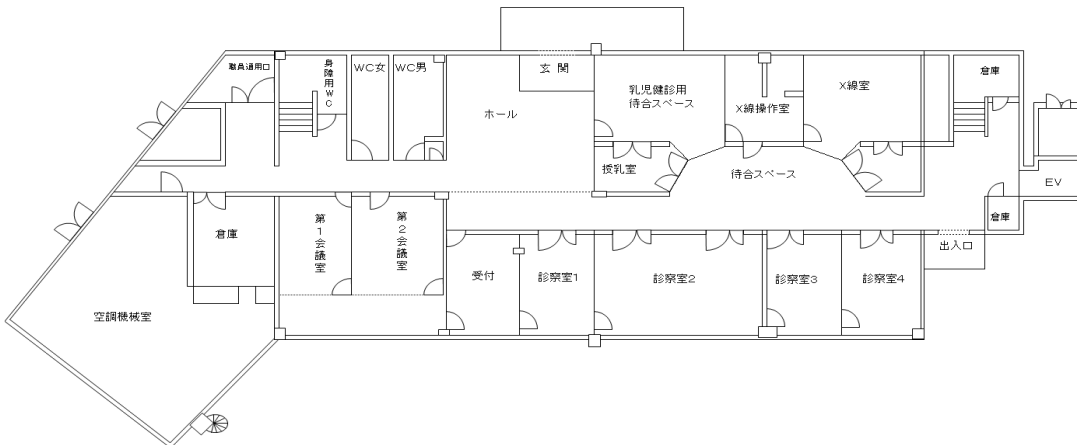 職員通用口
身障用WC
WC女
WC男
玄関
ホール
乳児健診用
待合スペース
X線操作室
X線室
倉庫
授乳室
待合スペース
EV
倉庫
出入口
倉庫
第1会議室
第2会議室
受付
診察室1
診察室2
診察室3
診察室4
空調機械室